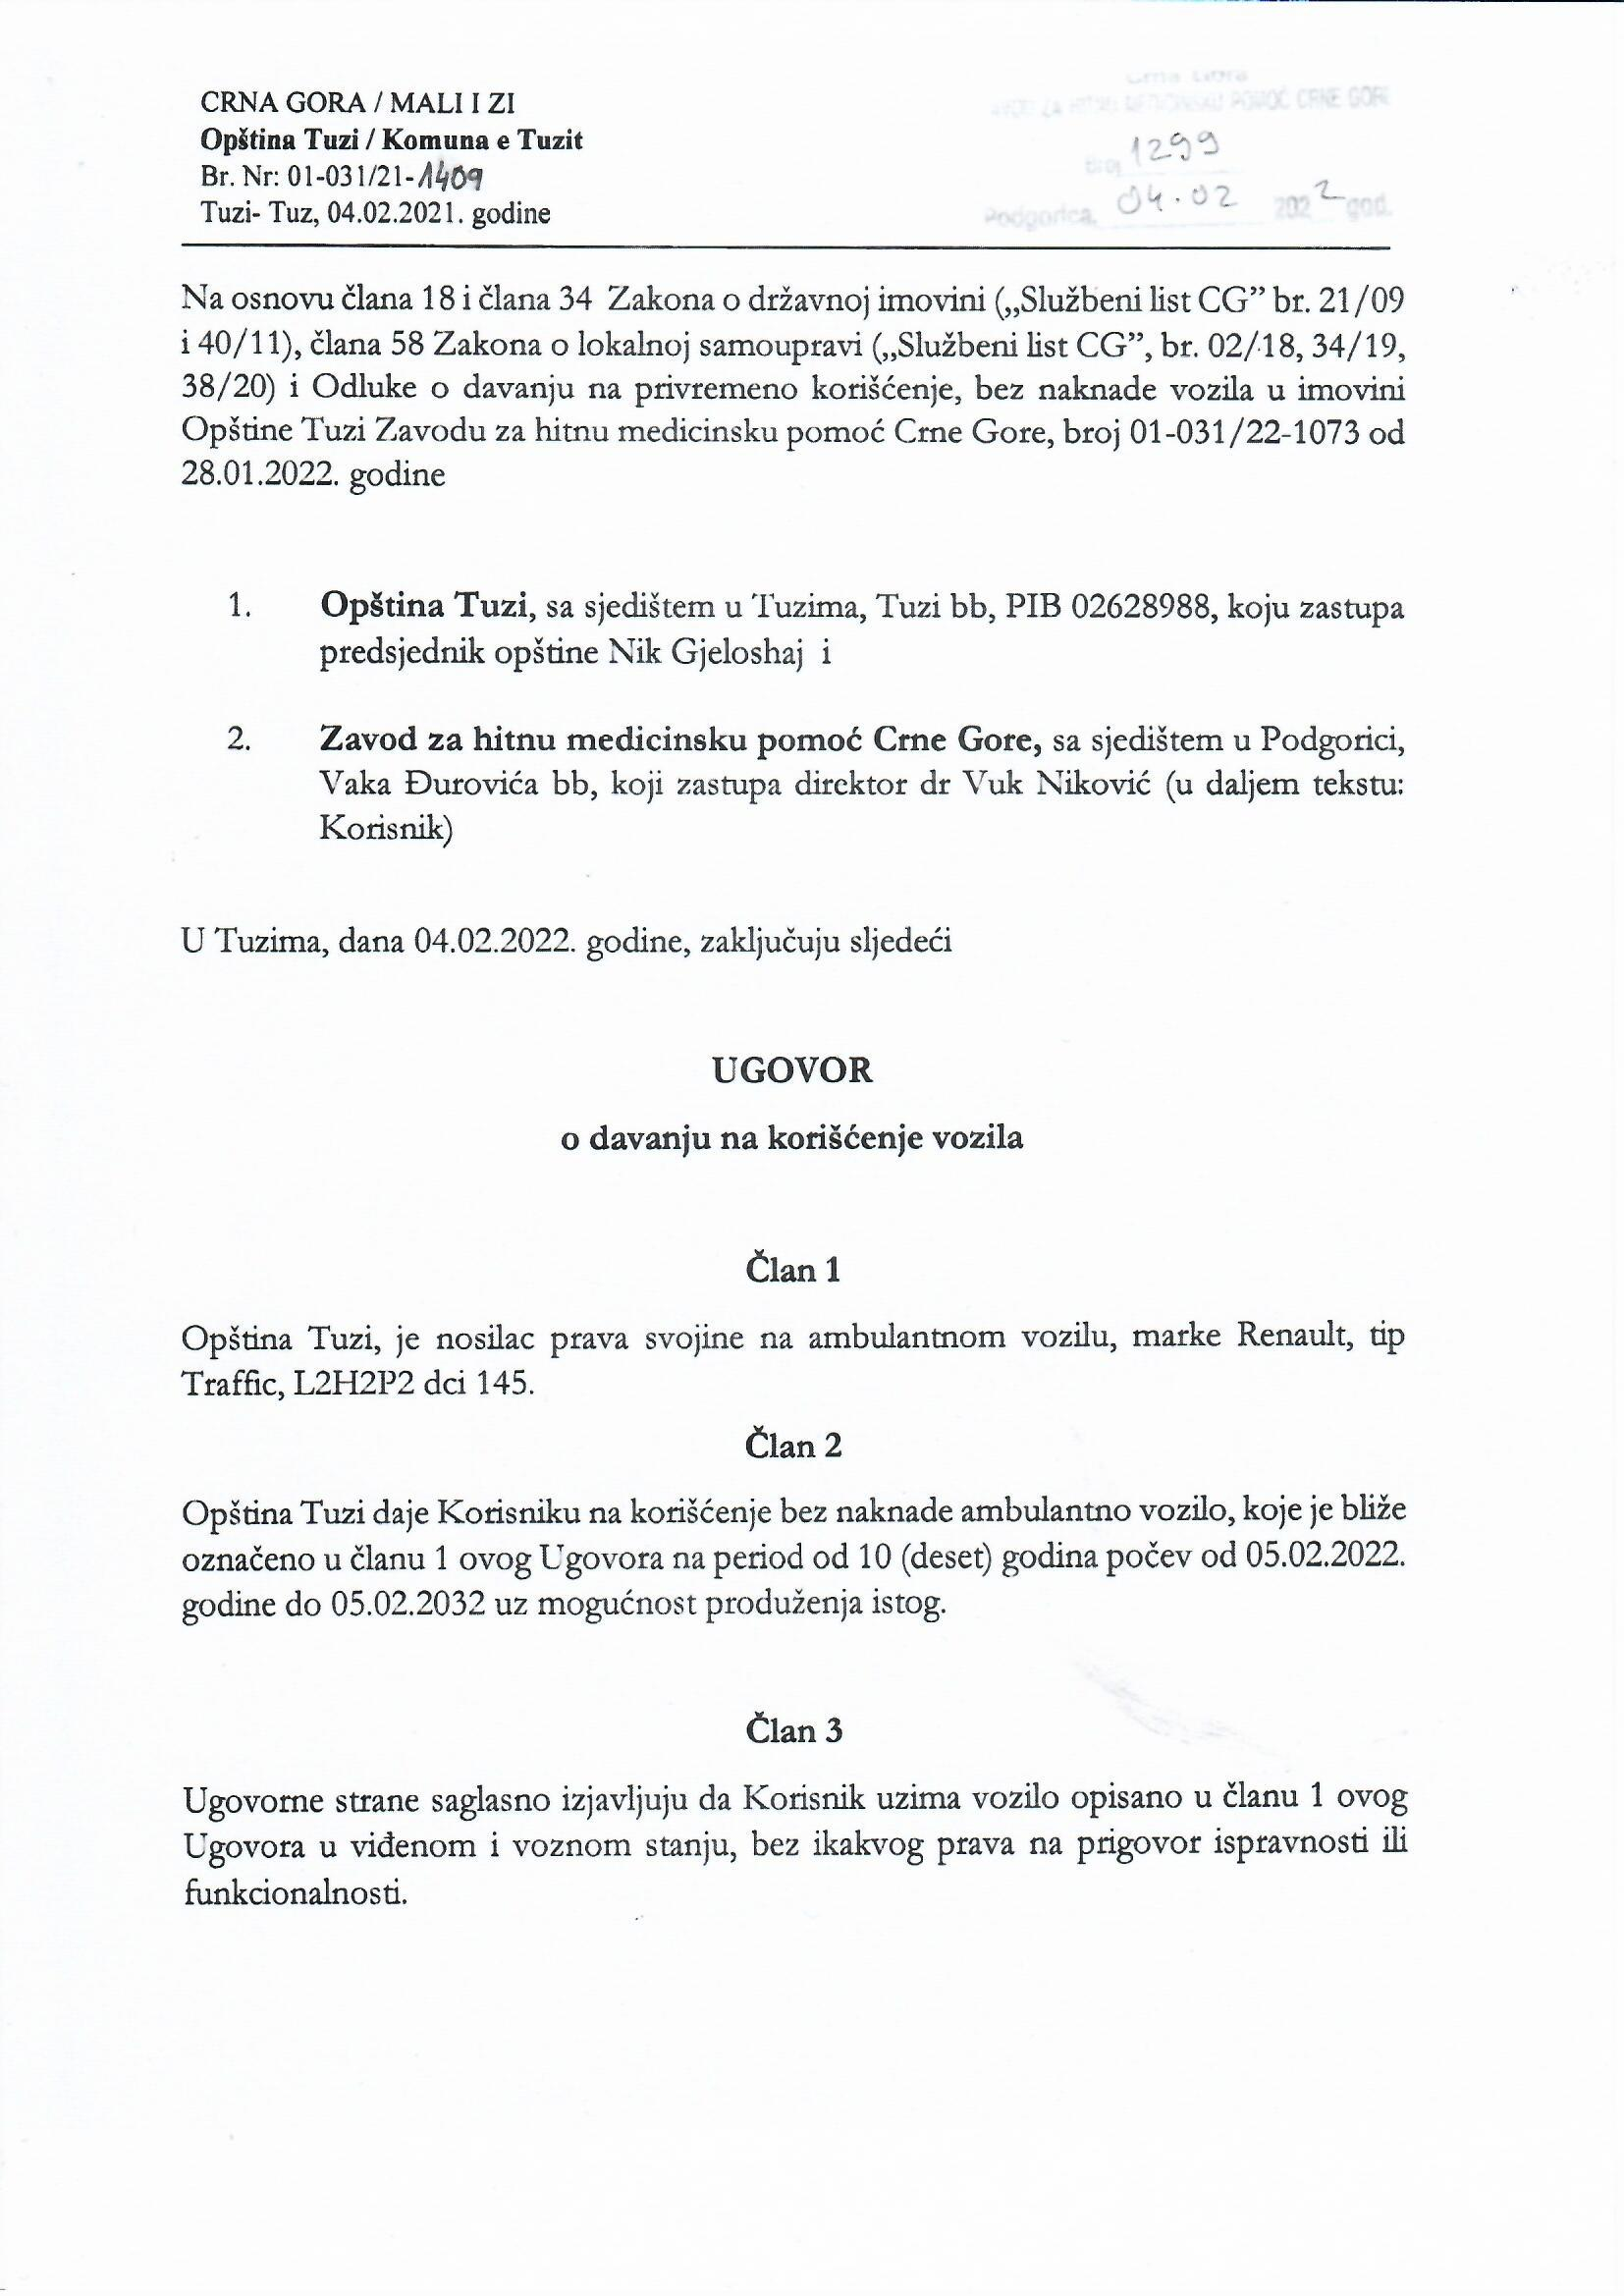 CRNA GORA / MALI I ZI
Opština Tuzi / Komuna e Tuzit
Br. Nr: 01-031/21-1409
Tuzi- Tuz, 04.02.2021. godine
Crna Gora
ZA HITNU MEDICINSKU POMOĆ CRNE GORE
Broj 1299
Podgorica, 04.02 2022 god.
Na osnovu člana 18 i člana 34 Zakona o državnoj imovini („Službeni list CG” br. 21/09
i 40/11), člana 58 Zakona o lokalnoj samoupravi („Službeni list CG”, br. 02/18, 34/19,
38/20) i Odluke o davanju na privremeno korišćenje, bez naknade vozila u imovini
Opštine Tuzi Zavodu za hitnu medicinsku pomoć Crne Gore, broj 01-031/22-1073 od
28.01.2022. godine
1. Opština Tuzi, sa sjedištem u Tuzima, Tuzi bb, PIB 02628988, koju zastupa
predsjednik opštine Nik Gjeloshaj i
2. Zavod za hitnu medicinsku pomoć Crne Gore, sa sjedištem u Podgorici,
Vaka Đurovića bb, koji zastupa direktor dr Vuk Niković (u daljem tekstu:
Korisnik)
U Tuzima, dana 04.02.2022. godine, zaključuju sljedeći
UGOVOR
o davanju na korišćenje vozila
Član 1
Opština Tuzi, je nosilac prava svojine na ambulantnom vozilu, marke Renault, tip
Traffic, L2H2P2 dci 145.
Član 2
Opština Tuzi daje Korisniku na korišćenje bez naknade ambulantno vozilo, koje je bliže
označeno u članu 1 ovog Ugovora na period od 10 (deset) godina počev od 05.02.2022.
godine do 05.02.2032 uz mogućnost produženja istog.
Član 3
Ugovorne strane saglasno izjavljuju da Korisnik uzima vozilo opisano u članu 1 ovog
Ugovora u viđenom i voznom stanju, bez ikakvog prava na prigovor ispravnosti ili
funkcionalnosti.